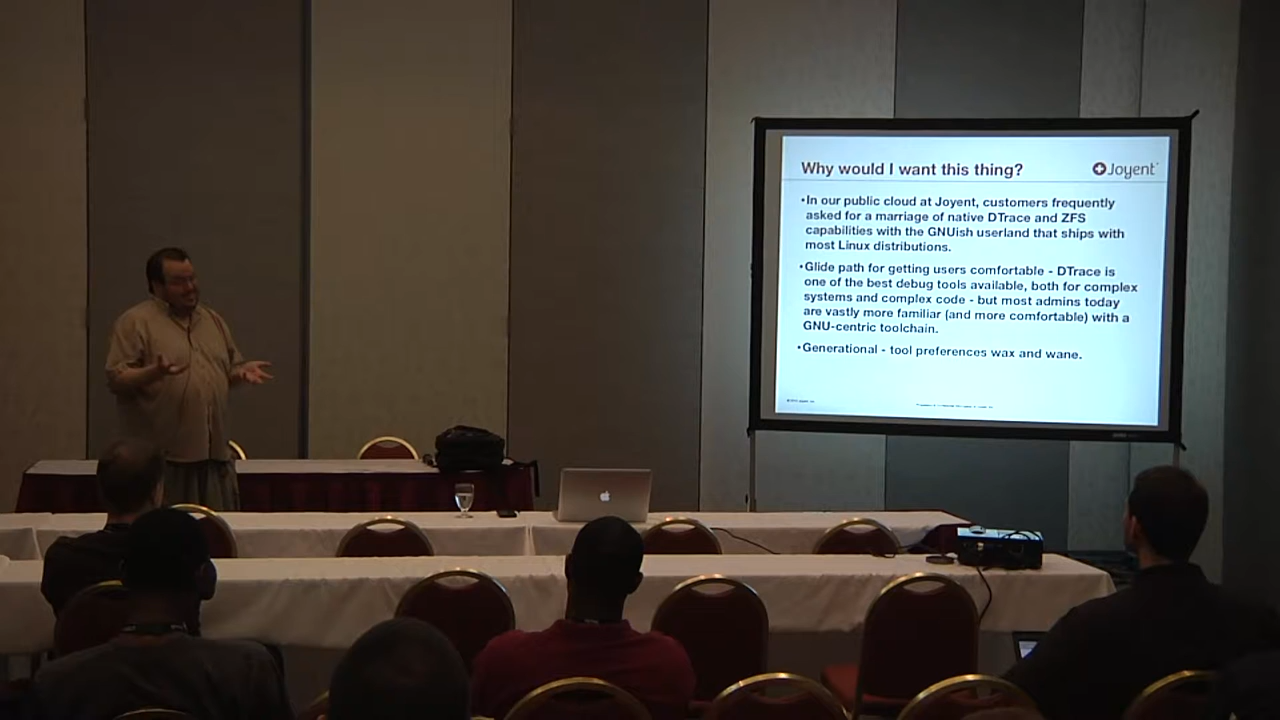 Why would I want this thing?
Joyent
•In our public cloud at Joyent, customers frequently
asked for a marriage of native DTrace and ZFS
capabilities with the GNUish userland that ships with
most Linux distributions.
•Glide path for getting users comfortable - DTrace is
one of the best debug tools available, both for complex
systems and complex code - but most admins today
are vastly more familiar (and more comfortable) with a
GNU-centric toolchain.
•Generational - tool preferences wax and wane.